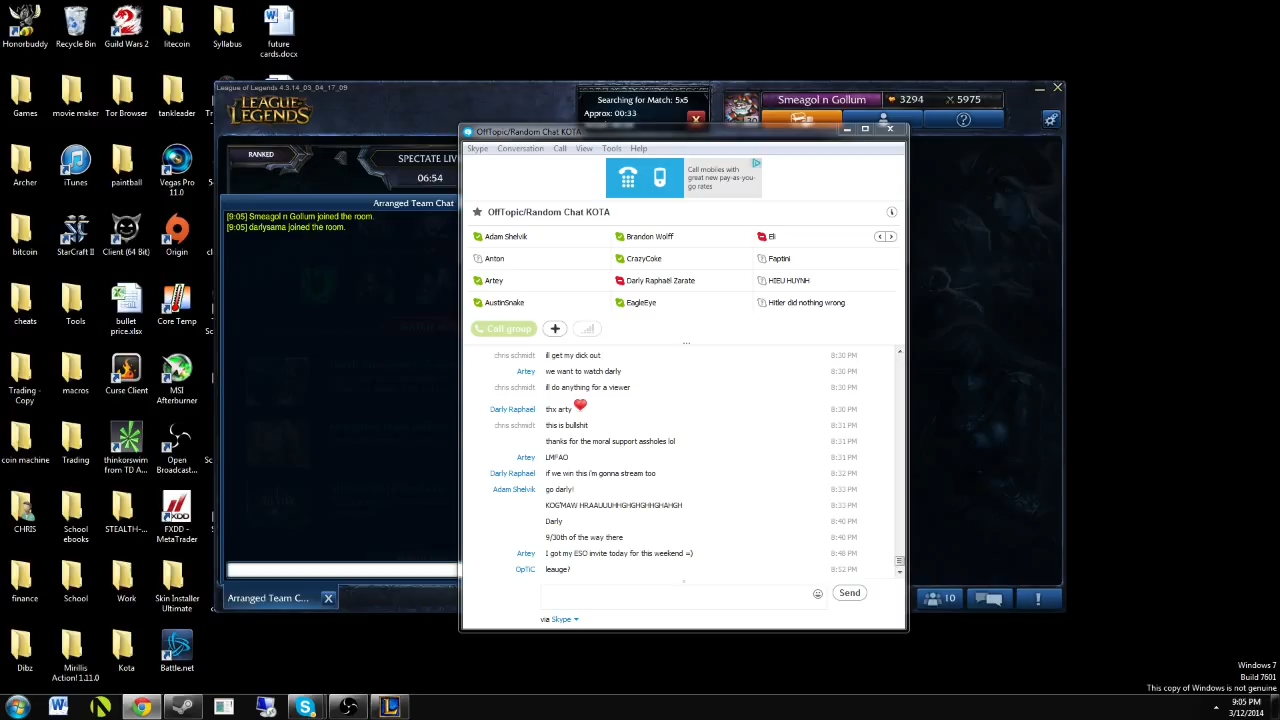 Honorbuddy
Recycle Bin
Guild Wars 2
litecoin
Syllabus
future cards.docx
Games
movie maker
Tor Browser
tankleader
Archer
iTunes
paintball
Vegas Pro 11.0
bitcoin
StarCraft II
Client (64 Bit)
Origin
cheats
Tools
bullet price.xlsx
Core Temp
Trading - Copy
macros
Curse Client
MSI Afterburner
coin machine
Trading
thinkorswim from TD A...
Open Broadcast...
CHRIS
School ebooks
STEALTH-...
FXDD - MetaTrader
finance
School
Work
Skin Installer Ultimate
Dibz
Mirillis Action! 1.11.0
Kota
Battle.net
League of Legends 4.3.14_03_04_17_09
LEAGUE OF LEGENDS
Searching for Match: 5x5
Approx: 00:33
Smeagol n Gollum
3294
5975
RANKED
SPECTATE LIV
06:54
Arranged Team Chat
[9:05] Smeagol n Gollum joined the room.
[9:05] darlysama joined the room.
Arranged Team C...
10
OffTopic/Random Chat KOTA
Skype Conversation Call View Tools Help
Call mobiles with
great new pay-as-you-
go rates
OffTopic/Random Chat KOTA
Adam Shelvik Brandon Wolff Eli
Anton CrazyCoke Faptini
Artey Darly Raphaël Zarate HIEU HUYNH
AustinSnake EagleEye Hitler did nothing wrong
Call group
chris schmidt ill get my dick out 8:30 PM
Artey we want to watch darly 8:30 PM
chris schmidt ill do anything for a viewer 8:30 PM
Darly Raphaël thx arty 8:30 PM
chris schmidt this is bullshit 8:31 PM
thanks for the moral support assholes lol 8:31 PM
Artey LMFAO 8:31 PM
Darly Raphaël if we win this i'm gonna stream too 8:32 PM
Adam Shelvik go darly! 8:33 PM
KOG'MAW HRAAUUUHHGHGHGHHGHAHGH 8:33 PM
Darly 8:40 PM
9/30th of the way there 8:40 PM
Artey I got my ESO invite today for this weekend =) 8:48 PM
OpTiC leauge? 8:52 PM
Send
via Skype
Windows 7
Build 7601
This copy of Windows is not genuine
9:05 PM
3/12/2014